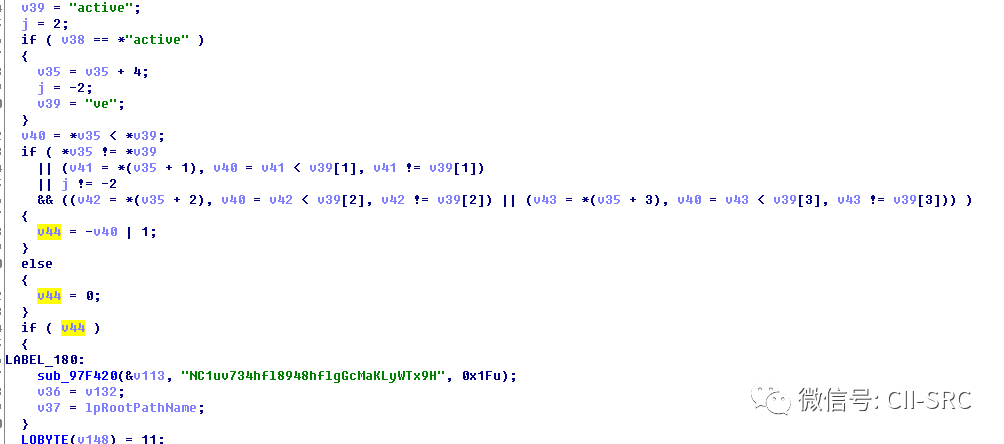 v39 = "active";
j = 2;
if ( v38 == *"active" )
{
v35 = v35 + 4;
j = -2;
v39 = "ve";
}
v40 = *v35 < *v39;
if ( *v35 != *v39
|| (v41 = *(v35 + 1), v40 = v41 < v39[1], v41 != v39[1])
|| j != -2
&& ((v42 = *(v35 + 2), v40 = v42 < v39[2], v42 != v39[2]) || (v43 = *(v35 + 3), v40 = v43 < v39[3], v43 != v39[3])) )
{
v44 = -v40 | 1;
}
else
{
v44 = 0;
}
if ( v44 )
{
LABEL_180:
sub_97F420(&v113, "NC1uv734hfl8948hflgGcMaKLyWTx9H", 0x1Fu);
v36 = v132;
v37 = lpRootPathName;
}
LOBYTE(v148) = 11;
微信号: CII-SRC